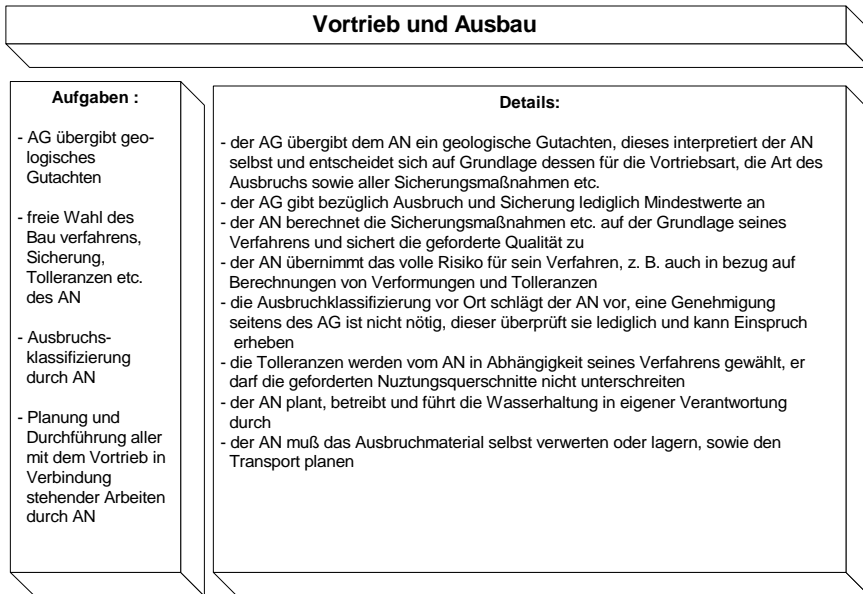 Vortrieb und Ausbau
Aufgaben :
- AG übergibt geo-
logisches
Gutachten
- freie Wahl des
Bau verfahrens,
Sicherung,
Tolleranzen etc.
des AN
- Ausbruchs-
klassifizierung
durch AN
- Planung und
Durchführung aller
mit dem Vortrieb in
Verbindung
stehender Arbeiten
durch AN
Details:
- der AG übergibt dem AN ein geologische Gutachten, dieses interpretiert der AN
selbst und entscheidet sich auf Grundlage dessen für die Vortriebsart, die Art des
Ausbruchs sowie aller Sicherungsmaßnahmen etc.
- der AG gibt bezüglich Ausbruch und Sicherung lediglich Mindestwerte an
- der AN berechnet die Sicherungsmaßnahmen etc. auf der Grundlage seines
Verfahrens und sichert die geforderte Qualität zu
- der AN übernimmt das volle Risiko für sein Verfahren, z. B. auch in bezug auf
Berechnungen von Verformungen und Tolleranzen
- die Ausbruchklassifizierung vor Ort schlägt der AN vor, eine Genehmigung
seitens des AG ist nicht nötig, dieser überprüft sie lediglich und kann Einspruch
erheben
- die Tolleranzen werden vom AN in Abhängigkeit seines Verfahrens gewählt, er
darf die geforderten Nuztungsquerschnitte nicht unterschreiten
- der AN plant, betreibt und führt die Wasserhaltung in eigener Verantwortung
durch
- der AN muß das Ausbruchmaterial selbst verwerten oder lagern, sowie den
Transport planen